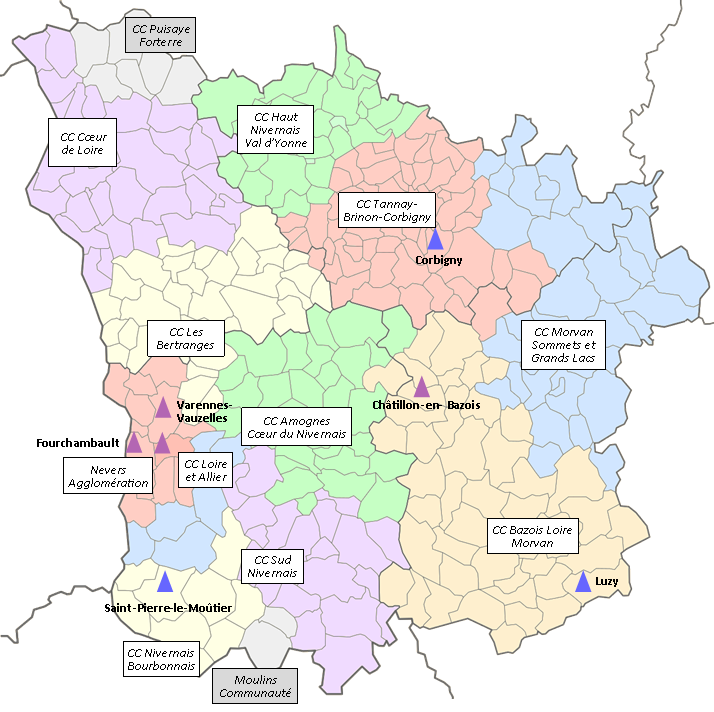 CC Puisaye
Forterre
CC Cœur
de Loire
CC Haut
Nivernais
Val d'Yonne
CC Tannay-
Brinon-Corbigny
Corbigny
CC Les
Bertranges
CC Morvan
Sommets et
Grands Lacs
Varennes-
Vauzelles
Châtillon-en- Bazois
CC Amognes
Cœur du Nivernais
Fourchambault
Nevers
Agglomération
CC Loire
et Allier
CC Bazois Loire
Morvan
CC Sud
Nivernais
Luzy
Saint-Pierre-le-Moûtier
CC Nivernais
Bourbonnais
Moulins
Communauté